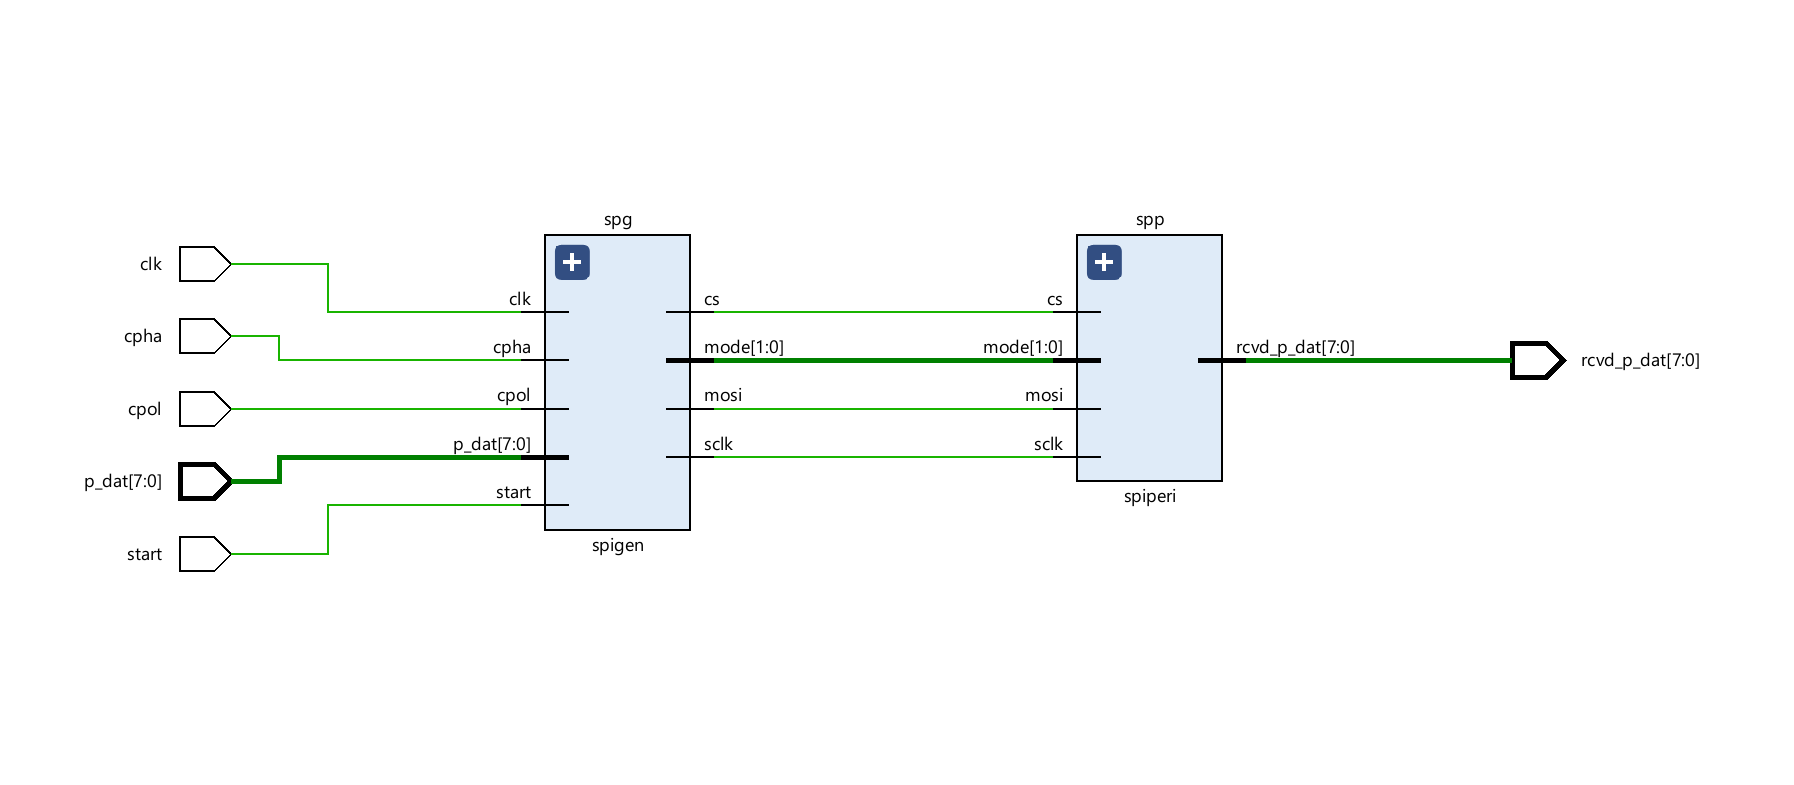 spg
spp
clk
cpha
cpol
p_dat[7:0]
start
clk
cpha
cpol
p_dat[7:0]
start
cs
mode[1:0]
mosi
sclk
spigen
cs
mode[1:0]
mosi
sclk
spiperi
rcvd_p_dat[7:0]
rcvd_p_dat[7:0]